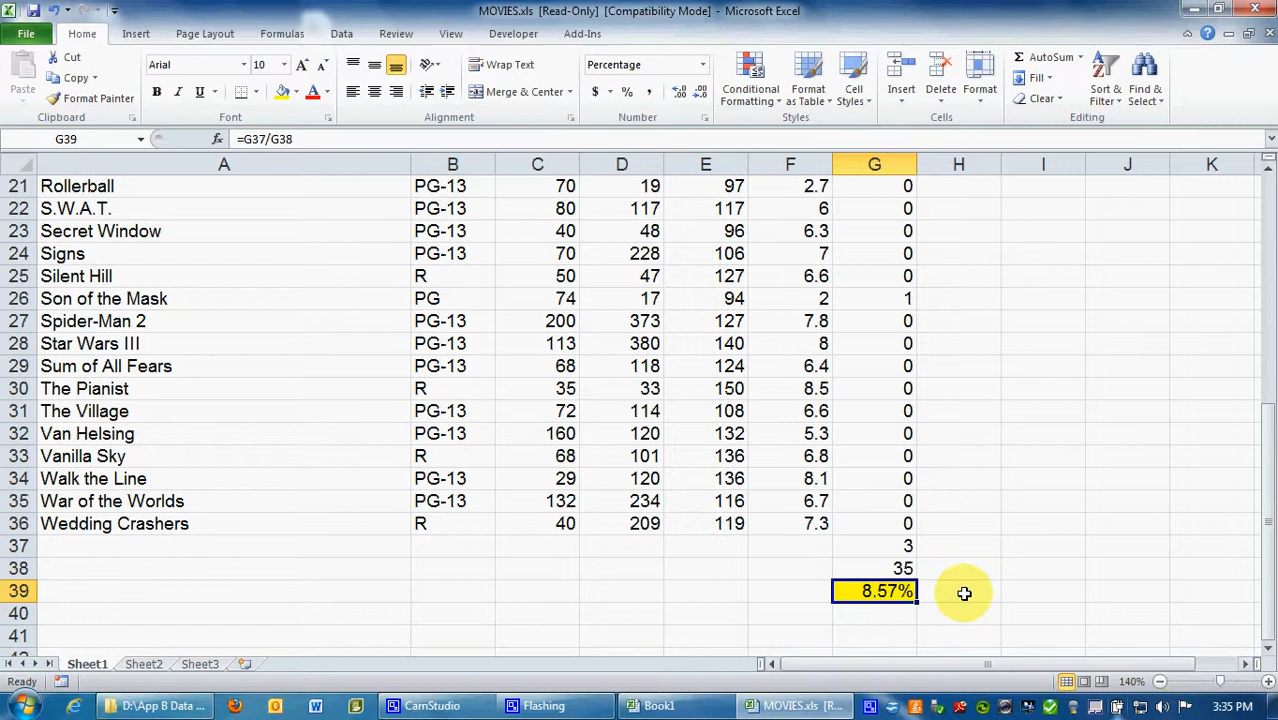 MOVIES.xls [Read-Only] [Compatibility Mode] - Microsoft Excel
File Home Insert Page Layout Formulas Data Review View Developer Add-Ins
Cut
Copy
Format Painter
Paste
Clipboard
Arial 10
A A
B I U A
Font
Wrap Text
Merge & Center
Alignment
Percentage
$ % , .0 .00 .00 .0
Number
Conditional Formatting
Format as Table
Cell Styles
Styles
Insert Delete Format
Cells
Σ AutoSum
Fill
Clear
Sort & Filter
Find & Select
Editing
G39 fx =G37/G38
A B C D E F G H I J K
21 Rollerball PG-13 70 19 97 2.7 0
22 S.W.A.T. PG-13 80 117 117 6 0
23 Secret Window PG-13 40 48 96 6.3 0
24 Signs PG-13 70 228 106 7 0
25 Silent Hill R 50 47 127 6.6 0
26 Son of the Mask PG 74 17 94 2 1
27 Spider-Man 2 PG-13 200 373 127 7.8 0
28 Star Wars III PG-13 113 380 140 8 0
29 Sum of All Fears PG-13 68 118 124 6.4 0
30 The Pianist R 35 33 150 8.5 0
31 The Village PG-13 72 114 108 6.6 0
32 Van Helsing PG-13 160 120 132 5.3 0
33 Vanilla Sky R 68 101 136 6.8 0
34 Walk the Line PG-13 29 120 136 8.1 0
35 War of the Worlds PG-13 132 234 116 6.7 0
36 Wedding Crashers R 40 209 119 7.3 0
37 3
38 35
39 8.57%
40
41
Sheet1 Sheet2 Sheet3
Ready 140%
D:\App B Data ... CamStudio Flashing Book1 MOVIES.xls [R... 3:35 PM